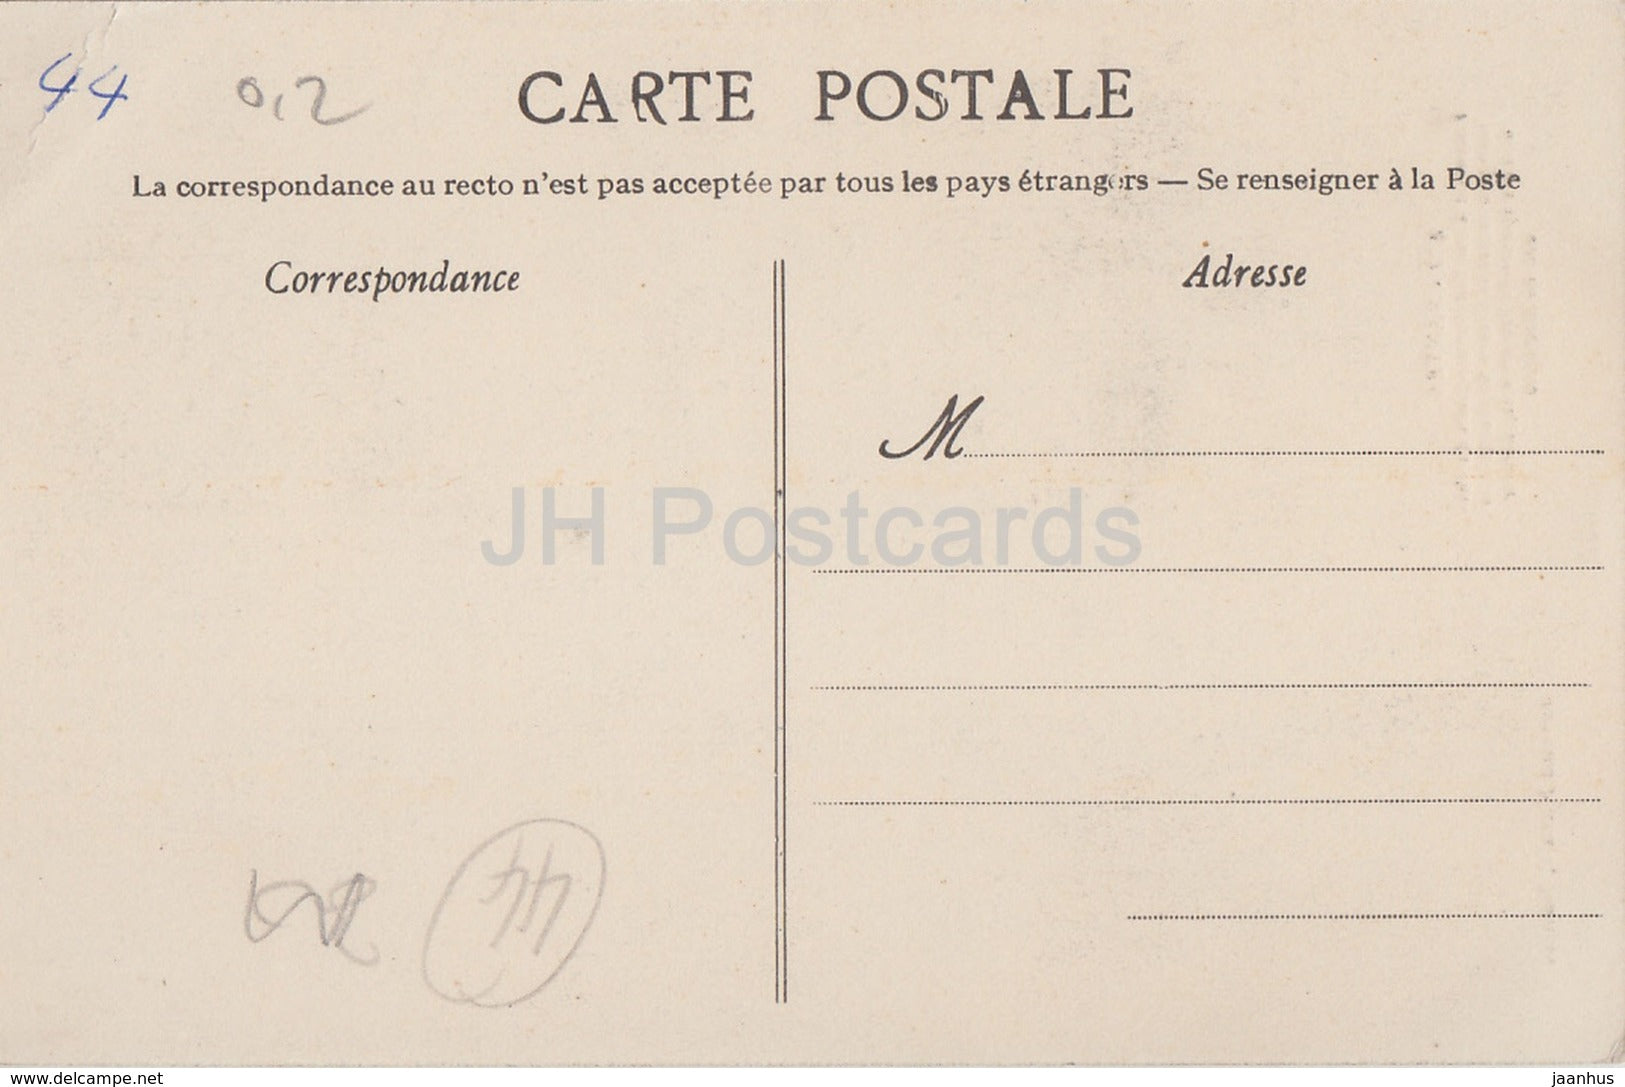 44 0,2
CARTE POSTALE
La correspondance au recto n'est pas acceptée par tous les pays étrangers — Se renseigner à la Poste
Correspondance
Adresse
M
JH Postcards
44
www.delcampe.net
jaanhus